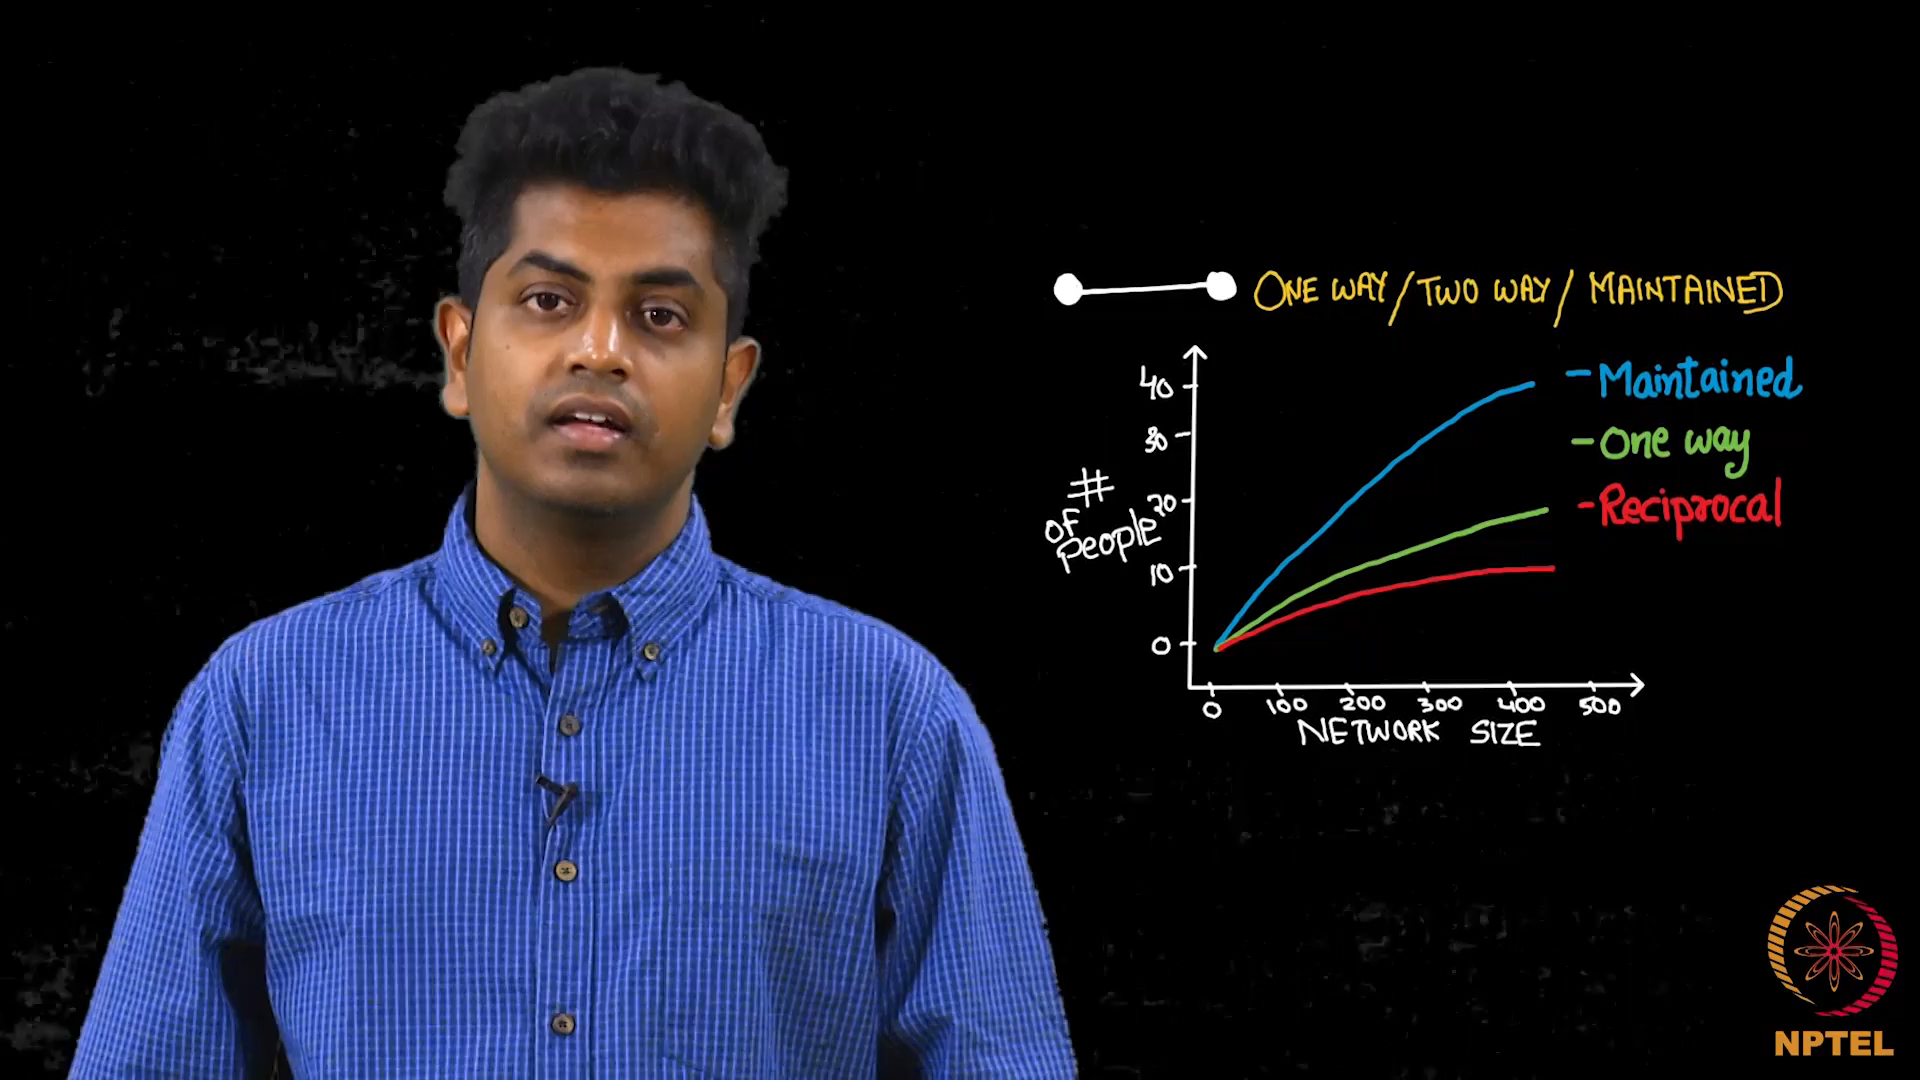 ONE WAY / TWO WAY / MAINTAINED
40
30
20
10
0
# of People
- Maintained
- One way
- Reciprocal
0 100 200 300 400 500
NETWORK SIZE
NPTEL